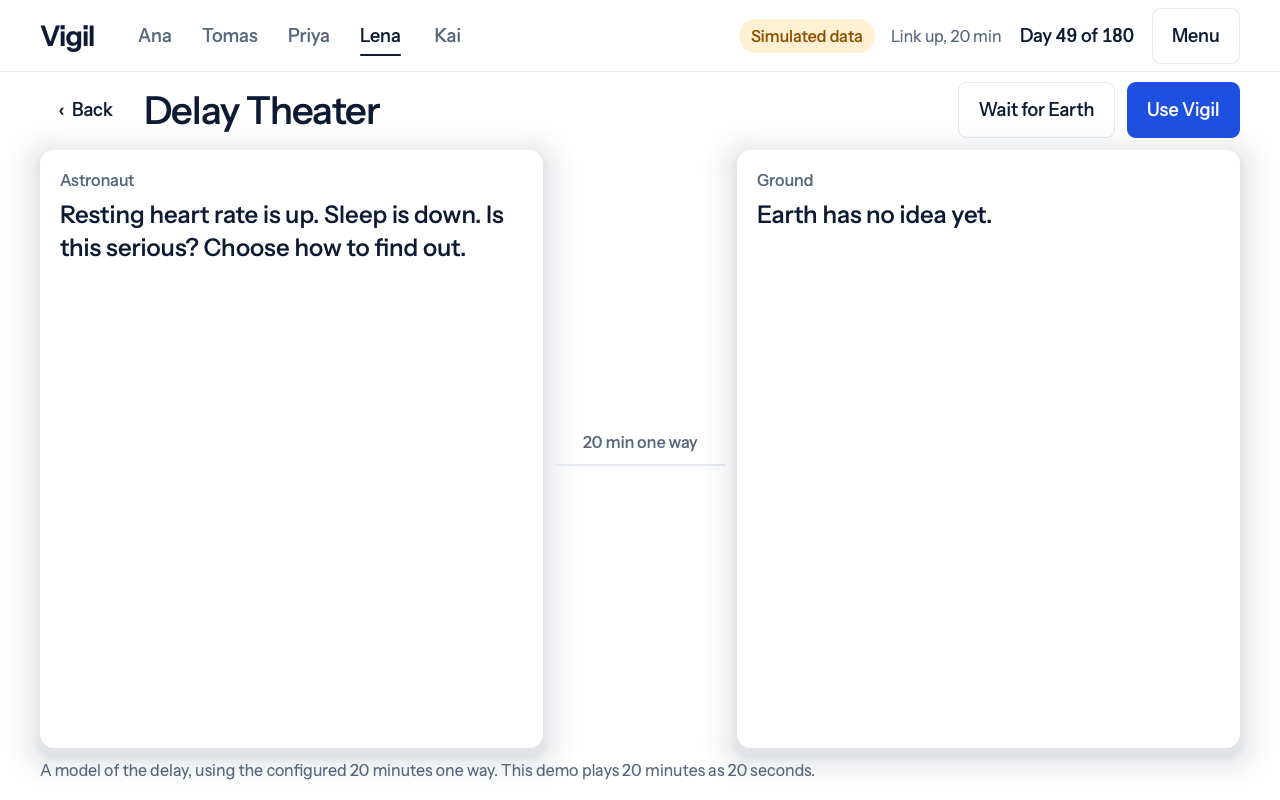 Vigil
Ana
Tomas
Priya
Lena
Kai
Simulated data
Link up, 20 min
Day 49 of 180
Menu
‹ Back
Delay Theater
Wait for Earth
Use Vigil
Astronaut
Resting heart rate is up. Sleep is down. Is
this serious? Choose how to find out.
20 min one way
Ground
Earth has no idea yet.
A model of the delay, using the configured 20 minutes one way. This demo plays 20 minutes as 20 seconds.